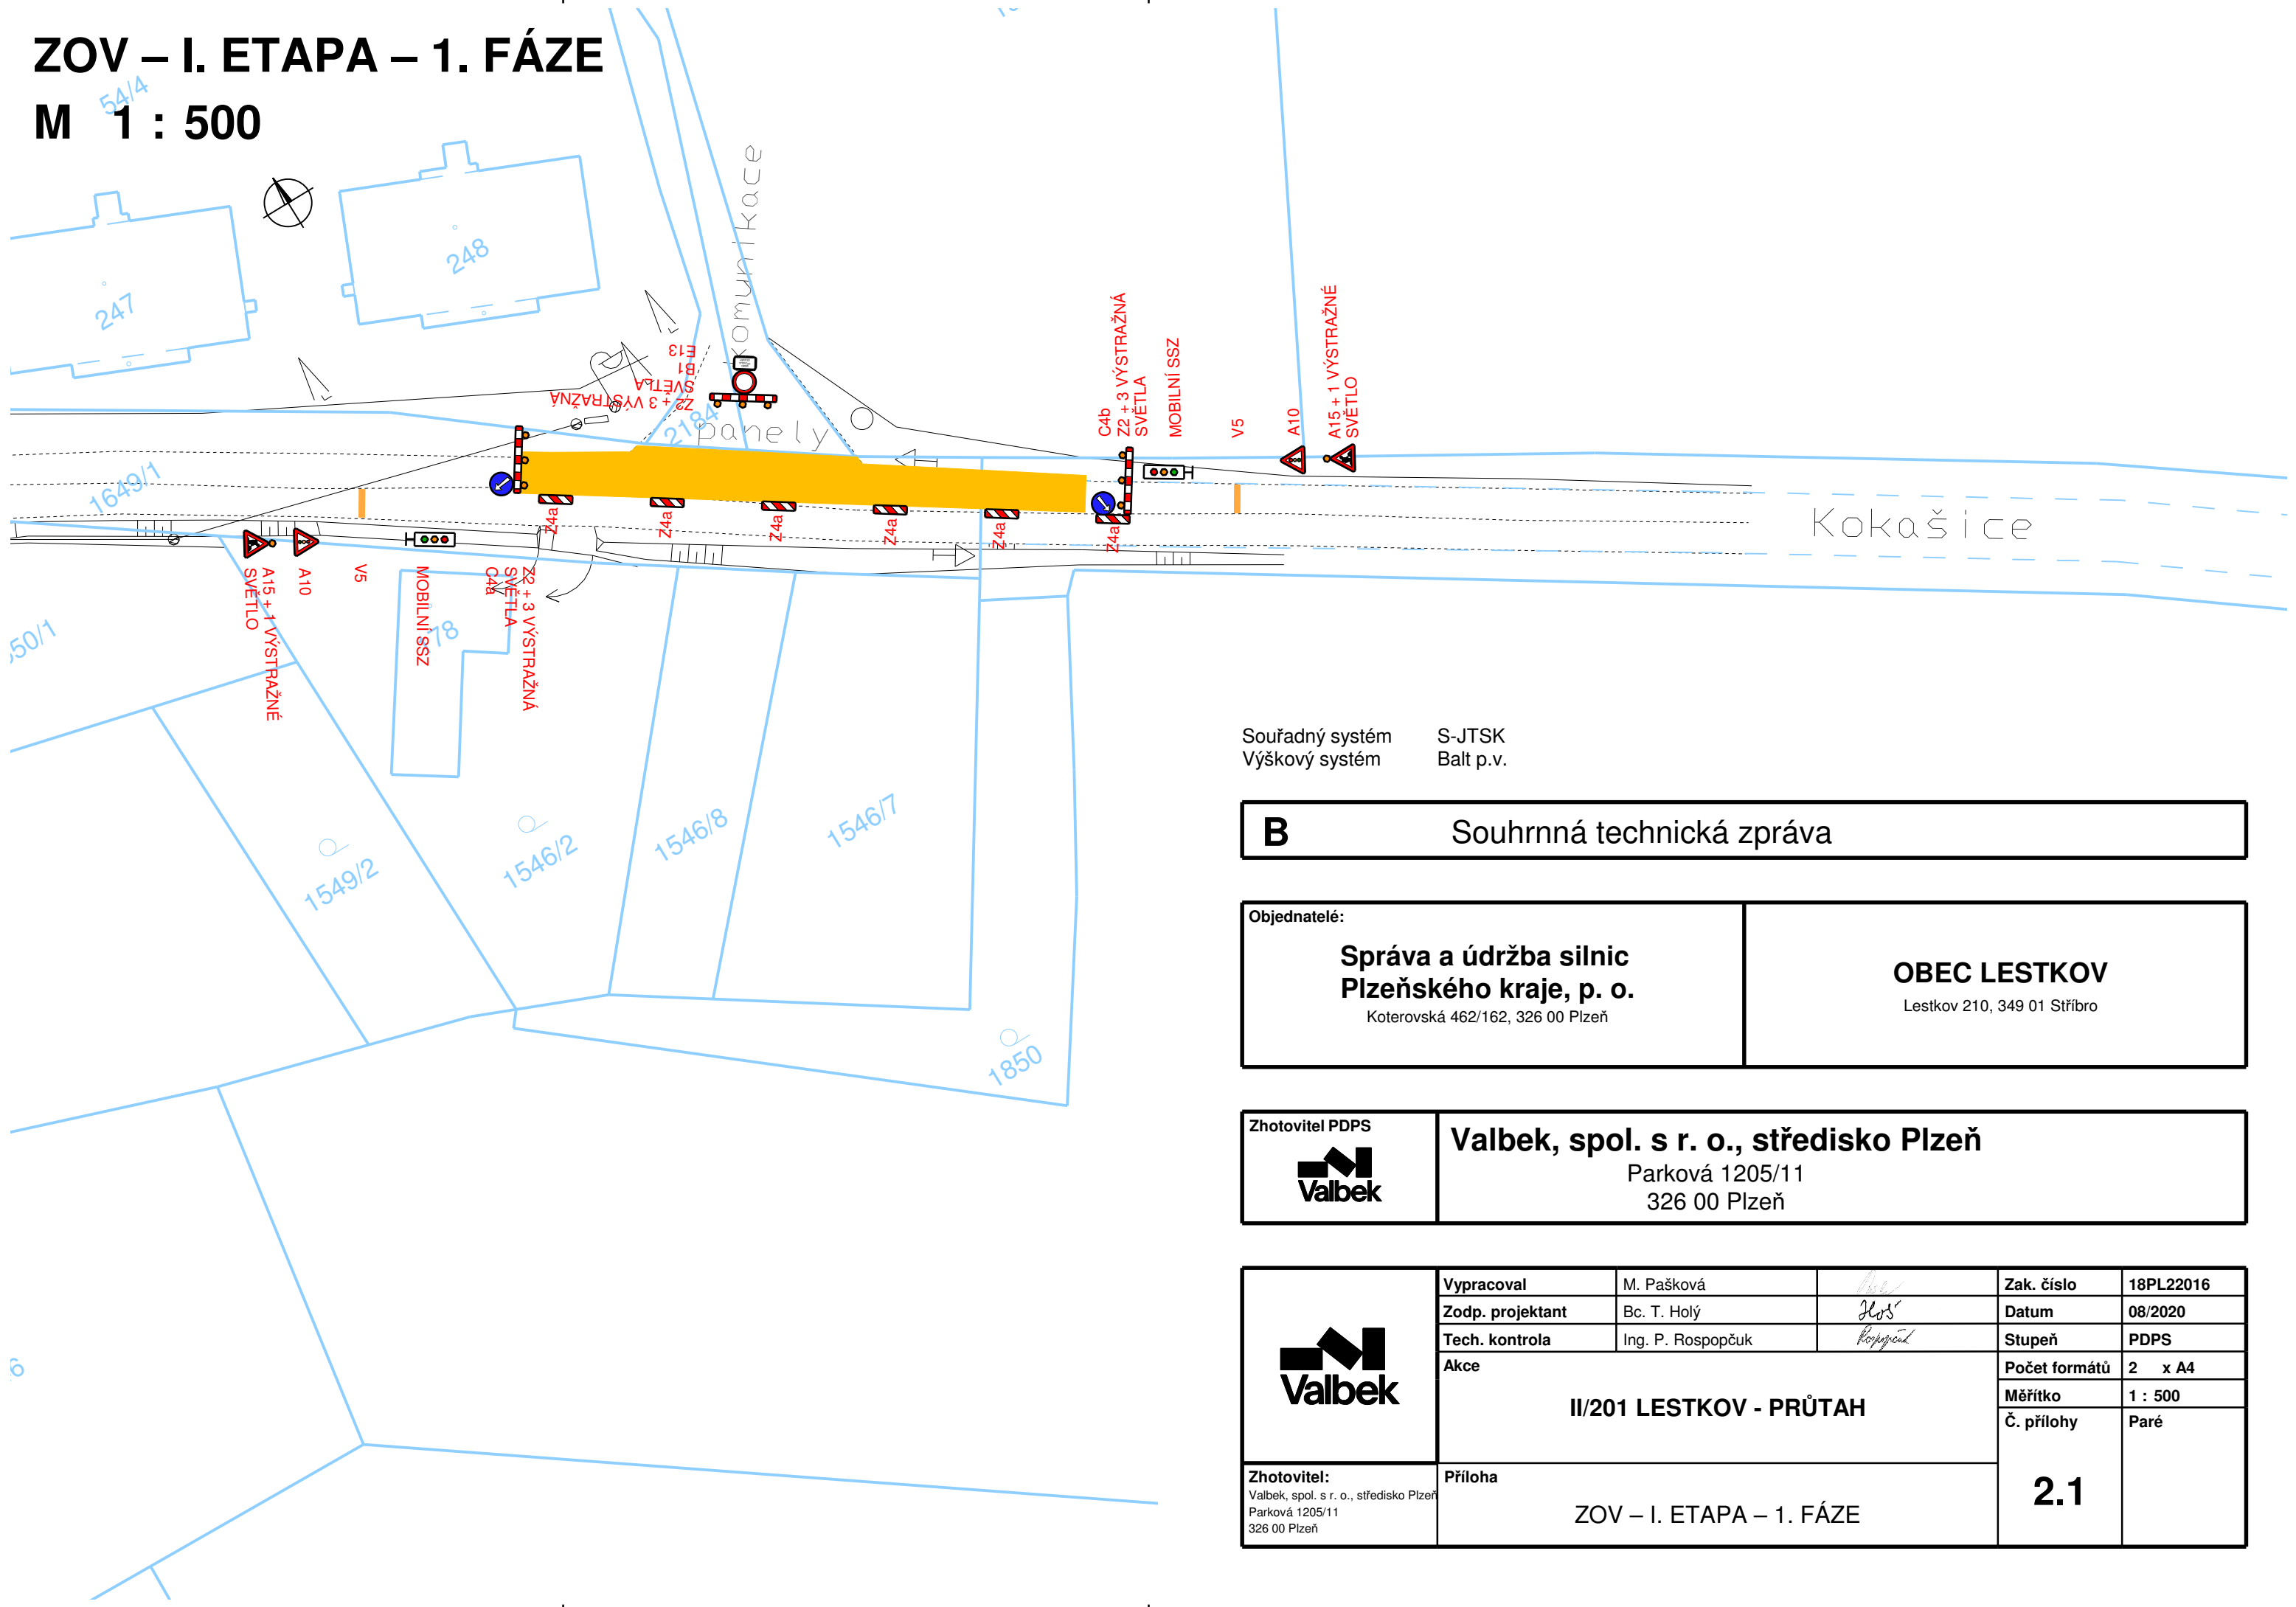 ZOV – I. ETAPA – 1. FÁZE
M 1 : 500
54/4
248
247
komunikace
E13
B1
SVĚTLA
Z2 + 3 VÝSTRAŽNÁ
2184
panely
C4b
Z2 + 3 VÝSTRAŽNÁ
SVĚTLA
MOBILNÍ SSZ
V5
A10
A15 + 1 VÝSTRAŽNÉ
SVĚTLO
1649/1
Kokašice
Z4a
Z4a
Z4a
Z4a
Z4a
Z4a
SVĚTLO
A15 + 1 VÝSTRAŽNÉ
A10
V5
MOBILNÍ SSZ
C4a
SVĚTLA
Z2 + 3 VÝSTRAŽNÁ
50/1
78
1549/2
1546/2
1546/8
1546/7
1850
6
Souřadný systém S-JTSK
Výškový systém Balt p.v.
B Souhrnná technická zpráva
Objednatelé:
Správa a údržba silnic
Plzeňského kraje, p. o.
Koterovská 462/162, 326 00 Plzeň
OBEC LESTKOV
Lestkov 210, 349 01 Stříbro
Zhotovitel PDPS
Valbek
Valbek, spol. s r. o., středisko Plzeň
Parková 1205/11
326 00 Plzeň
Valbek
Vypracoval M. Pašková Zak. číslo 18PL22016
Zodp. projektant Bc. T. Holý Datum 08/2020
Tech. kontrola Ing. P. Rospopčuk Stupeň PDPS
Akce Počet formátů 2 x A4
II/201 LESTKOV - PRŮTAH Měřítko 1 : 500
Č. přílohy Paré
2.1
Zhotovitel:
Valbek, spol. s r. o., středisko Plzeň
Parková 1205/11
326 00 Plzeň
Příloha
ZOV – I. ETAPA – 1. FÁZE